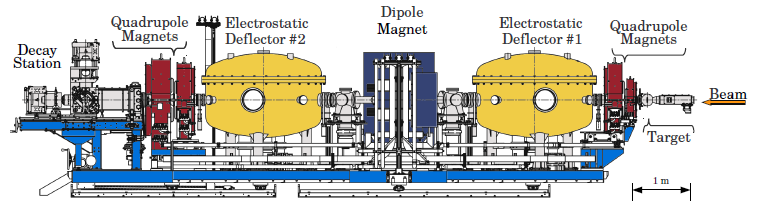 Decay
Station
Quadrupole
Magnets
Electrostatic
Deflector #2
Dipole
Magnet
Electrostatic
Deflector #1
Quadrupole
Magnets
Beam
Target
1 m